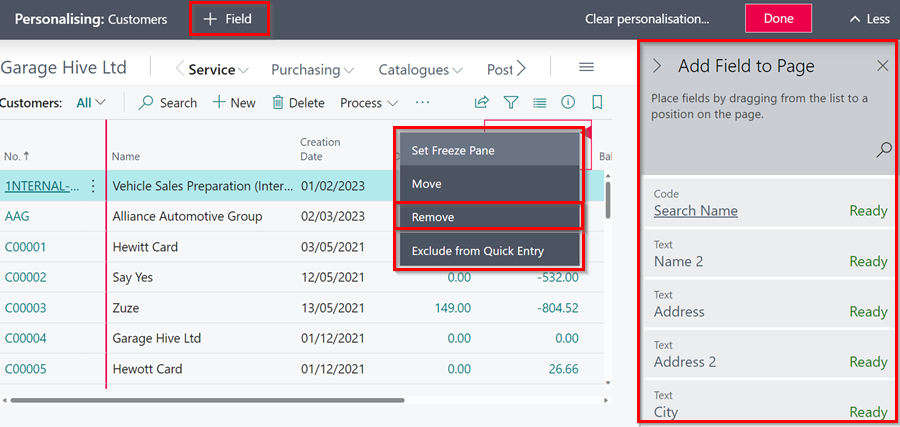 Personalising: Customers + Field Clear personalisation... Done Less
Garage Hive Ltd Service Purchasing Catalogues Post
Customers: All Search New Delete Process ...
No. ↑ Name Creation Date Bal
Set Freeze Pane
Move
Remove
Exclude from Quick Entry
1NTERNAL-... Vehicle Sales Preparation (Inter... 01/02/2023
AAG Alliance Automotive Group 02/03/2023
C00001 Hewitt Card 03/05/2021
C00002 Say Yes 12/05/2021 0.00 -532.00
C00003 Zuze 13/05/2021 149.00 -804.52
C00004 Garage Hive Ltd 01/12/2021 0.00 0.00
C00005 Hewott Card 01/12/2021 0.00 26.66
Add Field to Page
Place fields by dragging from the list to a
position on the page.
Code
Search Name Ready
Text
Name 2 Ready
Text
Address Ready
Text
Address 2 Ready
Text
City Ready